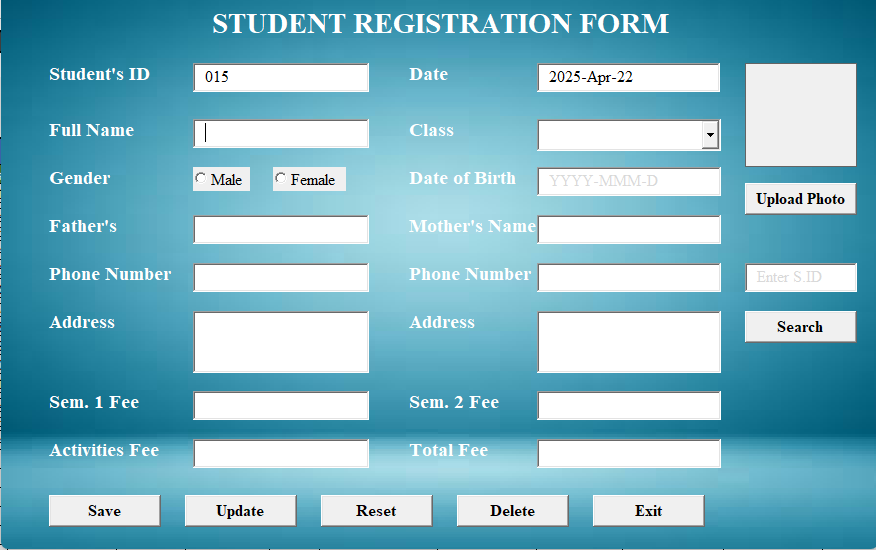 STUDENT REGISTRATION FORM
Student's ID 015 Date 2025-Apr-22
Full Name Class
Gender Male Female Date of Birth YYYY-MMM-D
Upload Photo
Father's Mother's Name
Phone Number Phone Number Enter S.ID
Address Address Search
Sem. 1 Fee Sem. 2 Fee
Activities Fee Total Fee
Save Update Reset Delete Exit